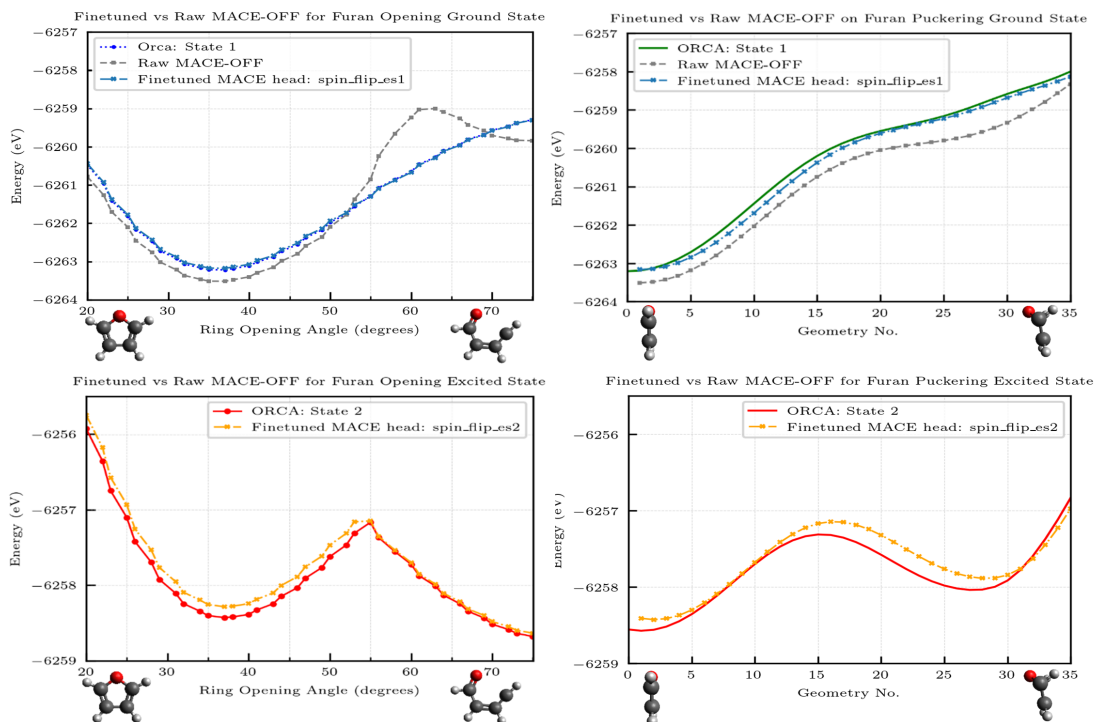 Finetuned vs Raw MACE-OFF for Furan Opening Ground State
−6257
−6258
−6259
−6260
−6261
−6262
−6263
−6264
Energy (eV)
Orca: State 1
Raw MACE-OFF
Finetuned MACE head: spin_flip_es1
20 30 40 50 60 70
Ring Opening Angle (degrees)
Finetuned vs Raw MACE-OFF on Furan Puckering Ground State
−6257
−6258
−6259
−6260
−6261
−6262
−6263
−6264
Energy (eV)
ORCA: State 1
Raw MACE-OFF
Finetuned MACE head: spin_flip_es1
0 5 10 15 20 25 30 35
Geometry No.
Finetuned vs Raw MACE-OFF for Furan Opening Excited State
−6256
−6257
−6258
−6259
Energy (eV)
ORCA: State 2
Finetuned MACE head: spin_flip_es2
20 30 40 50 60 70
Ring Opening Angle (degrees)
Finetuned vs Raw MACE-OFF for Furan Puckering Excited State
−6256
−6257
−6258
−6259
Energy (eV)
ORCA: State 2
Finetuned MACE head: spin_flip_es2
0 5 10 15 20 25 30 35
Geometry No.